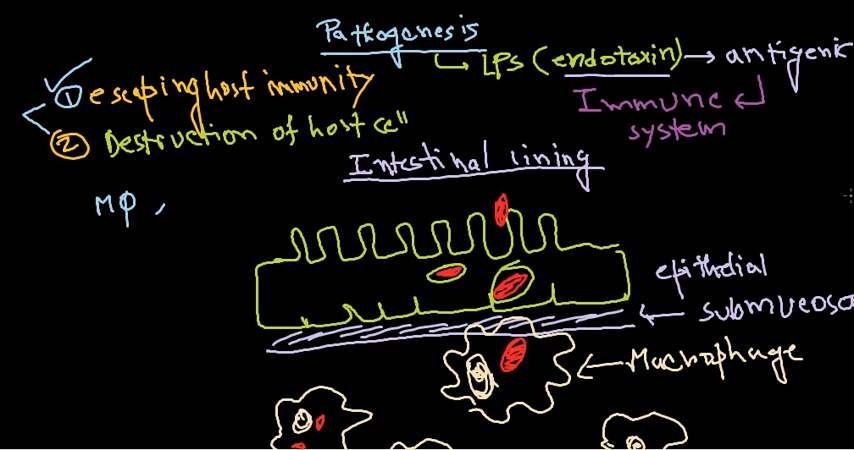 Pathogenesis
LPS (endotoxin) → antigenic
Immune
system
① escaping host immunity
② Destruction of host cell
Intestinal lining
MΦ,
epithelial
submucosa
Macrophage